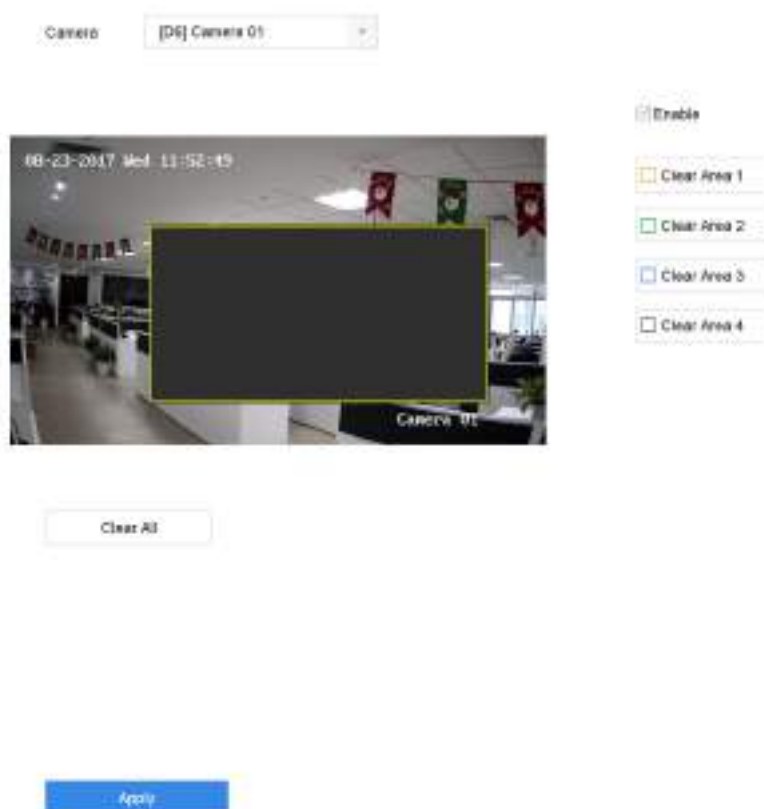 Camera
[D6] Camera 01
Enable
08-23-2017 Wed 11:52:49
Clear Area 1
Clear Area 2
Clear Area 3
Clear Area 4
Camera 01
Clear All
Apply